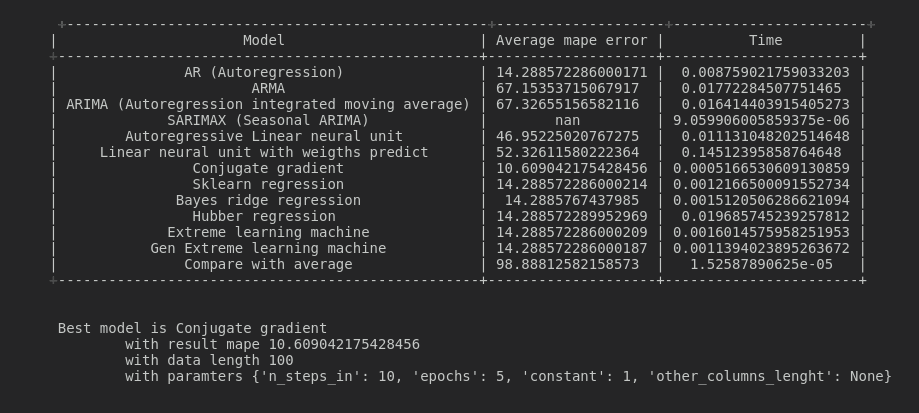 Model | Average mape error | Time
AR (Autoregression) | 14.288572286000171 | 0.008759021759033203
ARMA | 67.15353715067917 | 0.01772284507751465
ARIMA (Autoregression integrated moving average) | 67.32655156582116 | 0.016414403915405273
SARIMAX (Seasonal ARIMA) | nan | 9.059906005859375e-06
Autoregressive Linear neural unit | 46.95225020767275 | 0.011131048202514648
Linear neural unit with weigths predict | 52.32611580222364 | 0.14512395858764648
Conjugate gradient | 10.609042175428456 | 0.0005166530609130859
Sklearn regression | 14.288572286000214 | 0.0012166500091552734
Bayes ridge regression | 14.2885767437985 | 0.0015120506286621094
Hubber regression | 14.288572289952969 | 0.019685745239257812
Extreme learning machine | 14.288572286000209 | 0.0016014575958251953
Gen Extreme learning machine | 14.288572286000187 | 0.0011394023895263672
Compare with average | 98.88812582158573 | 1.52587890625e-05
Best model is Conjugate gradient
with result mape 10.609042175428456
with data length 100
with paramters {'n_steps_in': 10, 'epochs': 5, 'constant': 1, 'other_columns_lenght': None}